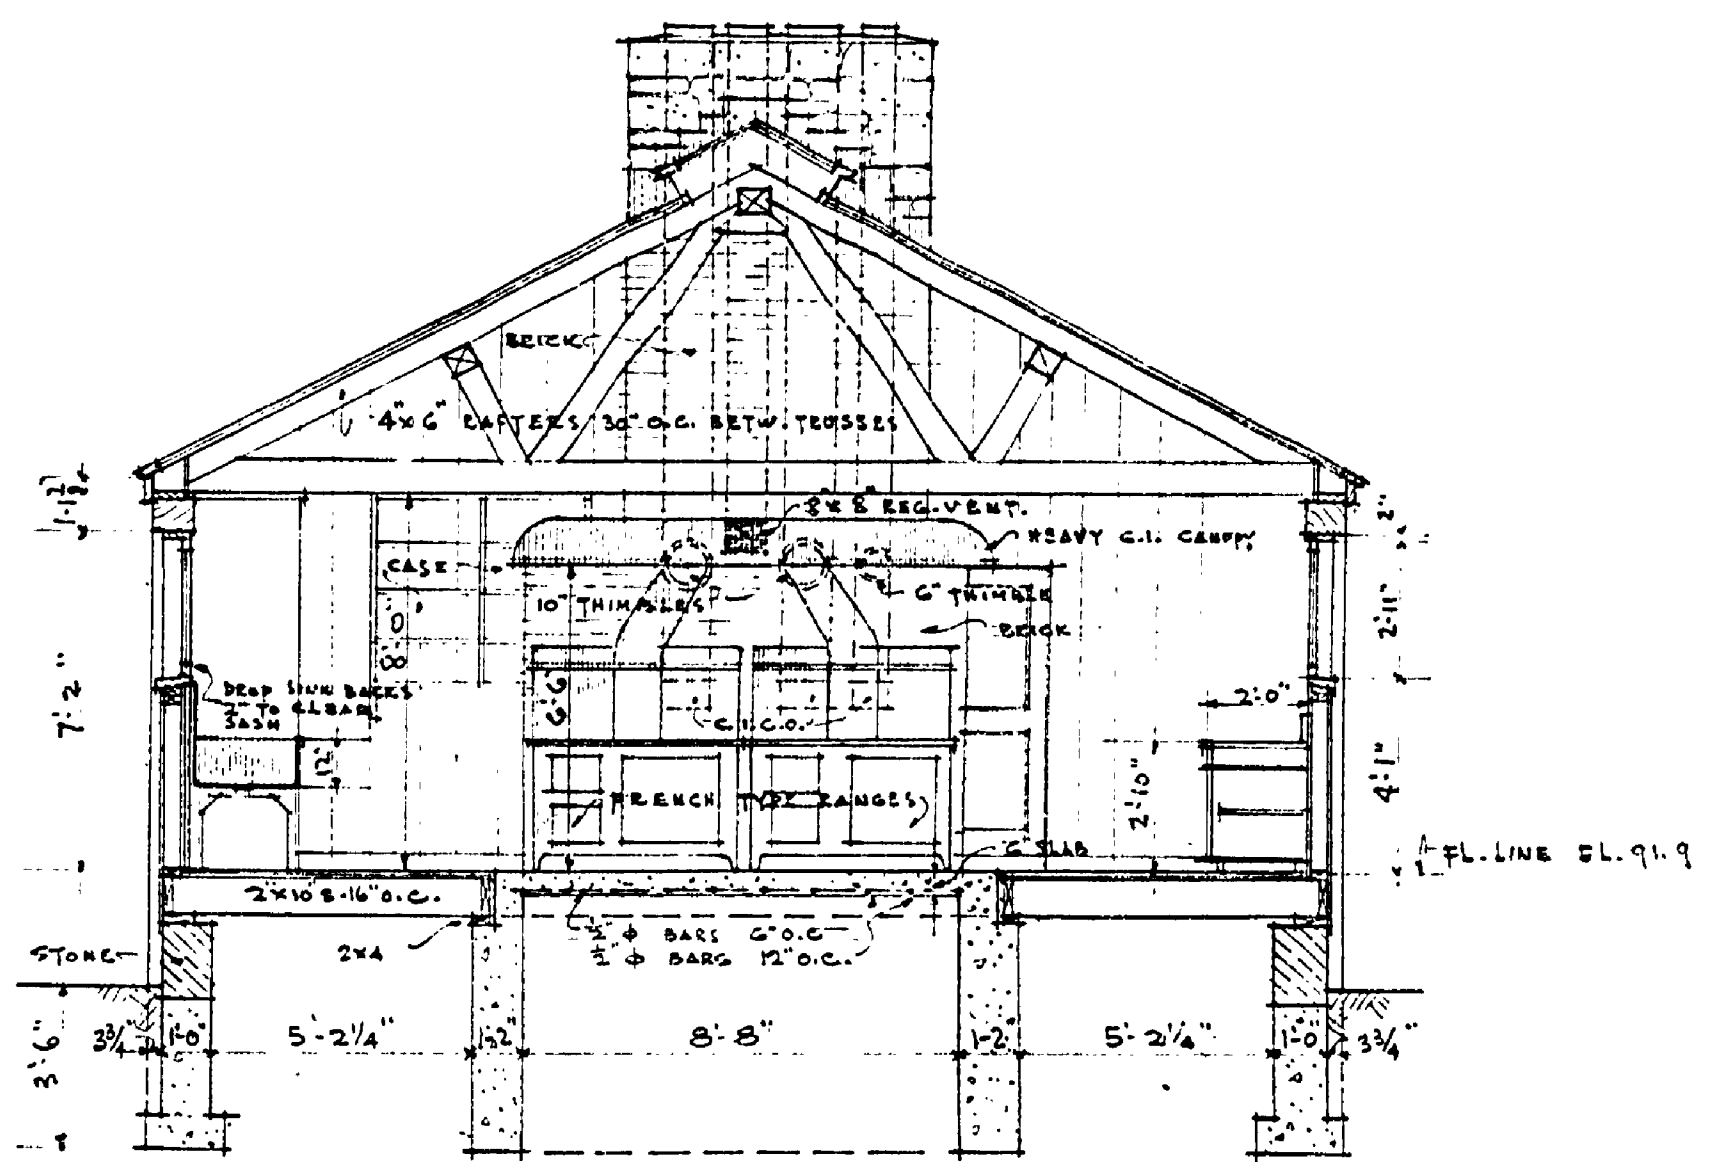 BRICK
4"x6" RAFTERS 30" O.C. BETW. TRUSSES
8"x8" REG. VENT.
HEAVY G.I. CANOPY
CASE
10" THIMBLES
6" THIMBLE
BRICK
8'-0"
6'-6"
DROP SINK BACKS
2" TO CLEAR
SASH
C.I.C.O.
12"
FRENCH TYPE RANGES
2'-0"
2'-10"
2"
2'-11"
4'-1"
7'-2"
6" SLAB
FL. LINE EL. 91.9
2"x10"s-16" O.C.
2x4
½" ϕ BARS 6" O.C.
½" ϕ BARS 12" O.C.
STONE
3'-6"
3¾" 1'-0" 5'-2¼" 1'-2" 8'-8" 1'-2" 5'-2¼" 1'-0" 3¾"